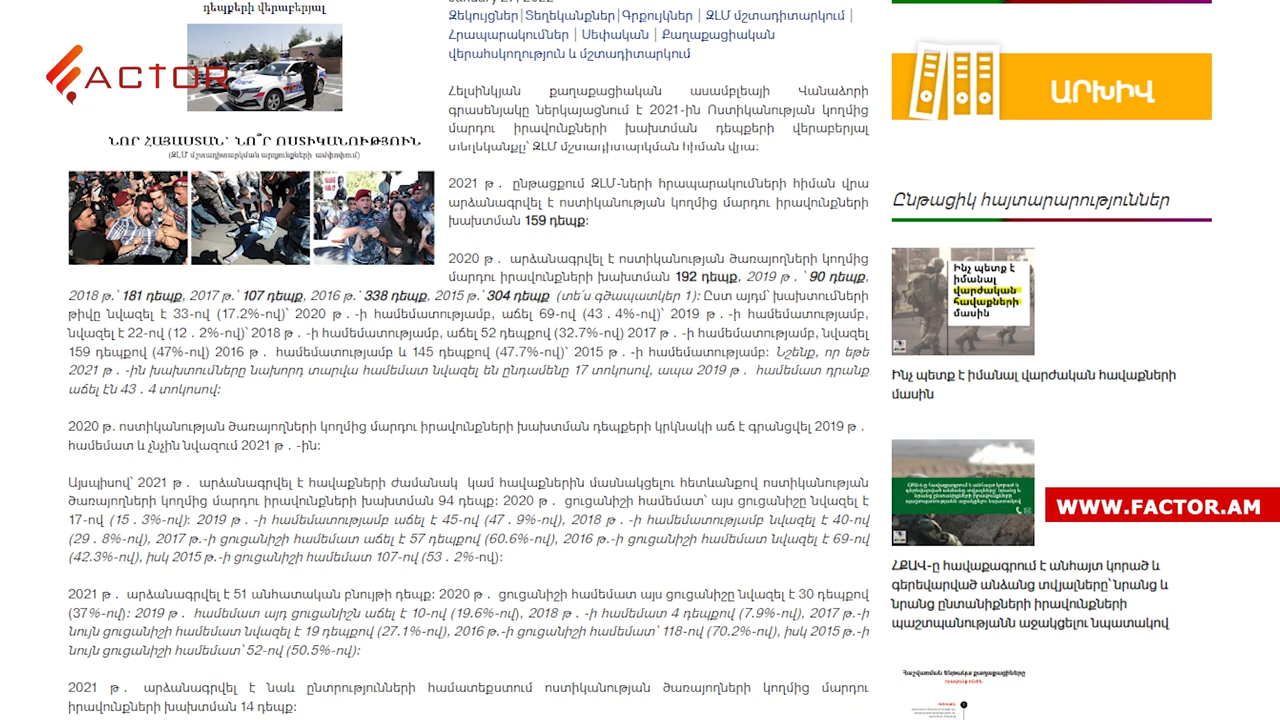 դեպքերի վերաբերյալ
FACTOR
ՆՈՐ ՀԱՅԱՍՏԱՆ՝ ՆՈ՞Ր ՈՍՏԻԿԱՆՈՒԹՅՈՒՆ
(ԶԼՄ մշտադիտարկման արդյունքների ամփոփում)
January 27, 2022
Զեկույցներ|Տեղեկանքներ|Գրքույկներ | ԶԼՄ մշտադիտարկում |
Հրապարակումներ | Սեփական | Քաղաքացիական
վերահսկողություն և մշտադիտարկում
Հելսինկյան քաղաքացիական ասամբլեայի Վանաձորի
գրասենյակը ներկայացնում է 2021-ին Ոստիկանության կողմից
մարդու իրավունքների խախտման դեպքերի վերաբերյալ
տեղեկանքը՝ ԶԼՄ մշտադիտարկման հիման վրա:
2021 թ․ ընթացքում ԶԼՄ-ների հրապարակումների հիման վրա
արձանագրվել է ոստիկանության կողմից մարդու իրավունքների
խախտման 159 դեպք:
2020 թ․ արձանագրվել է ոստիկանության ծառայողների կողմից
մարդու իրավունքների խախտման 192 դեպք, 2019 թ․՝ 90 դեպք,
2018 թ.՝ 181 դեպք, 2017 թ.՝ 107 դեպք, 2016 թ.՝ 338 դեպք, 2015 թ.՝ 304 դեպք (տե՛ս գծապատկեր 1): Ըստ այդմ՝ խախտումների
թիվը նվազել է 33-ով (17.2%-ով)՝ 2020 թ․-ի համեմատությամբ, աճել 69-ով (43․4%-ով)՝ 2019 թ․-ի համեմատությամբ,
նվազել է 22-ով (12․2%-ով)՝ 2018 թ․-ի համեմատությամբ, աճել 52 դեպքով (32.7%-ով) 2017 թ․-ի համեմատությամբ, նվազել
159 դեպքով (47%-ով) 2016 թ․ համեմատությամբ և 145 դեպքով (47.7%-ով)՝ 2015 թ․-ի համեմատությամբ: Նշենք, որ եթե
2021 թ․-ին խախտումները նախորդ տարվա համեմատ նվազել են ընդամենը 17 տոկոսով, ապա 2019 թ․ համեմատ դրանք
աճել էն 43․4 տոկոսով:
2020 թ. ոստիկանության ծառայողների կողմից մարդու իրավունքների խախտման դեպքերի կրկնակի աճ է գրանցվել 2019 թ․
համեմատ և չնչին նվազում 2021 թ․-ին:
Այսպիսով՝ 2021 թ․ արձանագրվել է հավաքների ժամանակ կամ հավաքներին մասնակցելու հետևանքով ոստիկանության
ծառայողների կողմից մարդու իրավունքների խախտման 94 դեպք: 2020 թ․ ցուցանիշի համեմատ՝ այս ցուցանիշը նվազել է
17-ով (15․3%-ով): 2019 թ․-ի համեմատությամբ աճել է 45-ով (47․9%-ով), 2018 թ․-ի համեմատությամբ նվազել է 40-ով
(29․8%-ով), 2017 թ.-ի ցուցանիշի համեմատ աճել է 57 դեպքով (60.6%-ով), 2016 թ.-ի ցուցանիշի համեմատ նվազել է 69-ով
(42.3%-ով), իսկ 2015 թ.-ի ցուցանիշի համեմատ 107-ով (53․2%-ով):
2021 թ․ արձանագրվել է 51 անհատական բնույթի դեպք: 2020 թ․ ցուցանիշի համեմատ այս ցուցանիշը նվազել է 30 դեպքով
(37%-ով): 2019 թ․ համեմատ այդ ցուցանիշն աճել է 10-ով (19.6%-ով), 2018 թ․-ի համեմատ 4 դեպքով (7.9%-ով), 2017 թ.-ի
նույն ցուցանիշի համեմատ նվազել է 19 դեպքով (27.1%-ով), 2016 թ.-ի ցուցանիշի համեմատ՝ 118-ով (70.2%-ով), իսկ 2015 թ.-ի
նույն ցուցանիշի համեմատ՝ 52-ով (50.5%-ով):
2021 թ․ արձանագրվել է նաև ընտրությունների համատեքստում ոստիկանության ծառայողների կողմից մարդու
իրավունքների խախտման 14 դեպք:
ԱՐԽԻՎ
Ընթացիկ հայտարարություններ
Ինչ պետք է
իմանալ
վարժական
հավաքների
մասին
Ինչ պետք է իմանալ վարժական հավաքների
մասին
WWW.FACTOR.AM
ՀՔԱՎ-ը հավաքագրում է անհայտ կորած և
գերեվարված անձանց տվյալները՝ նրանց և
նրանց ընտանիքների իրավունքների
պաշտպանությանն աջակցելու նպատակով
Հաշվառման ենթակա քաղաքացիները